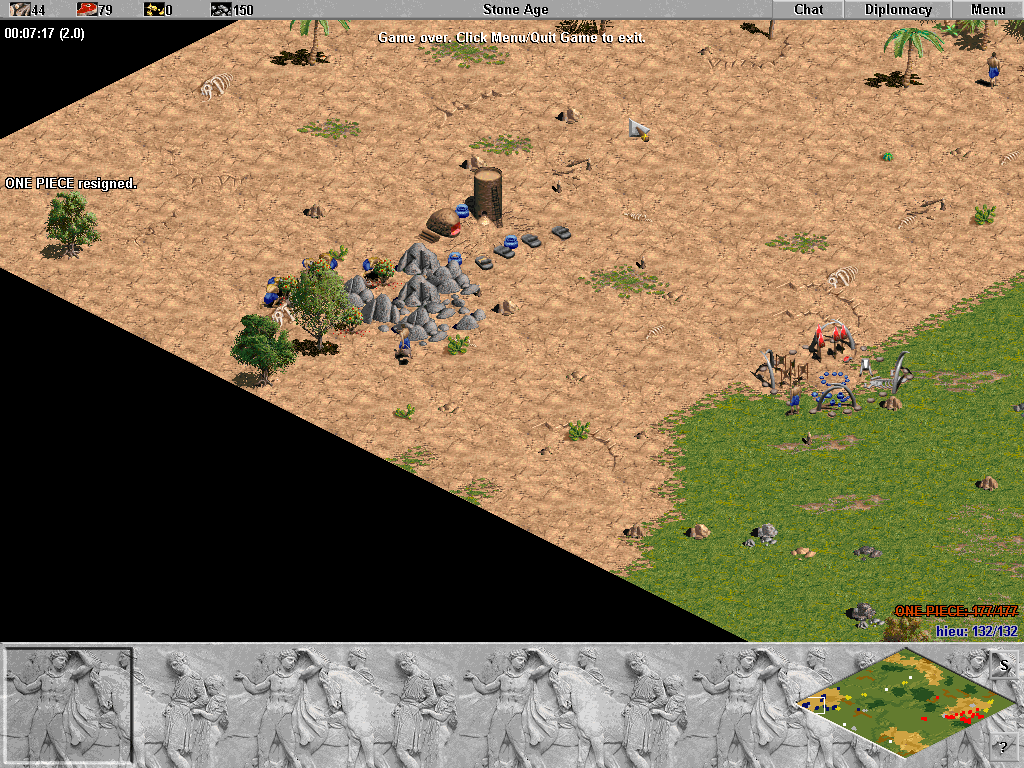 44 79 0 150 Stone Age Chat Diplomacy Menu
00:07:17 (2.0)
Game over. Click Menu/Quit Game to exit.
ONE PIECE resigned.
ONE PIECE: 177/177
hieu: 132/132
S
?